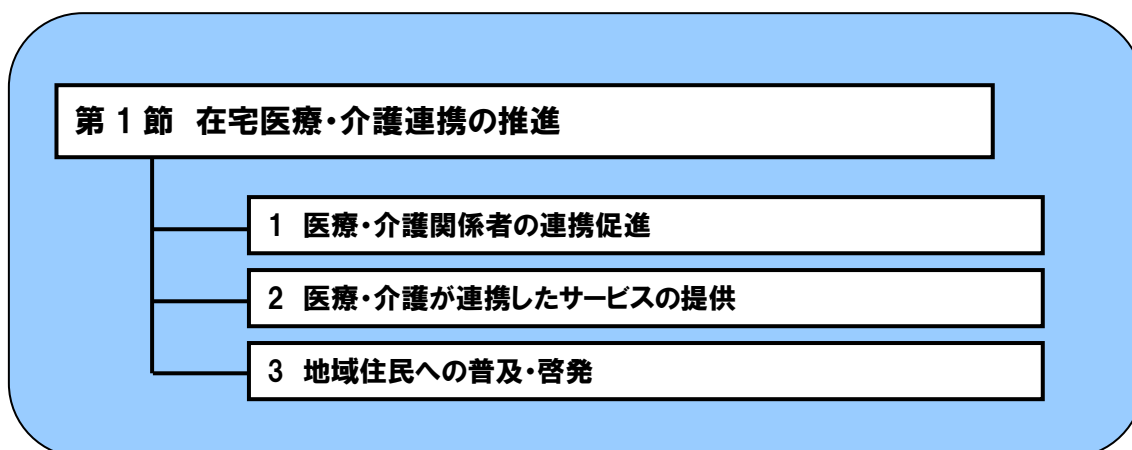 第 1 節 在宅医療・介護連携の推進
1 医療・介護関係者の連携促進
2 医療・介護が連携したサービスの提供
3 地域住民への普及・啓発